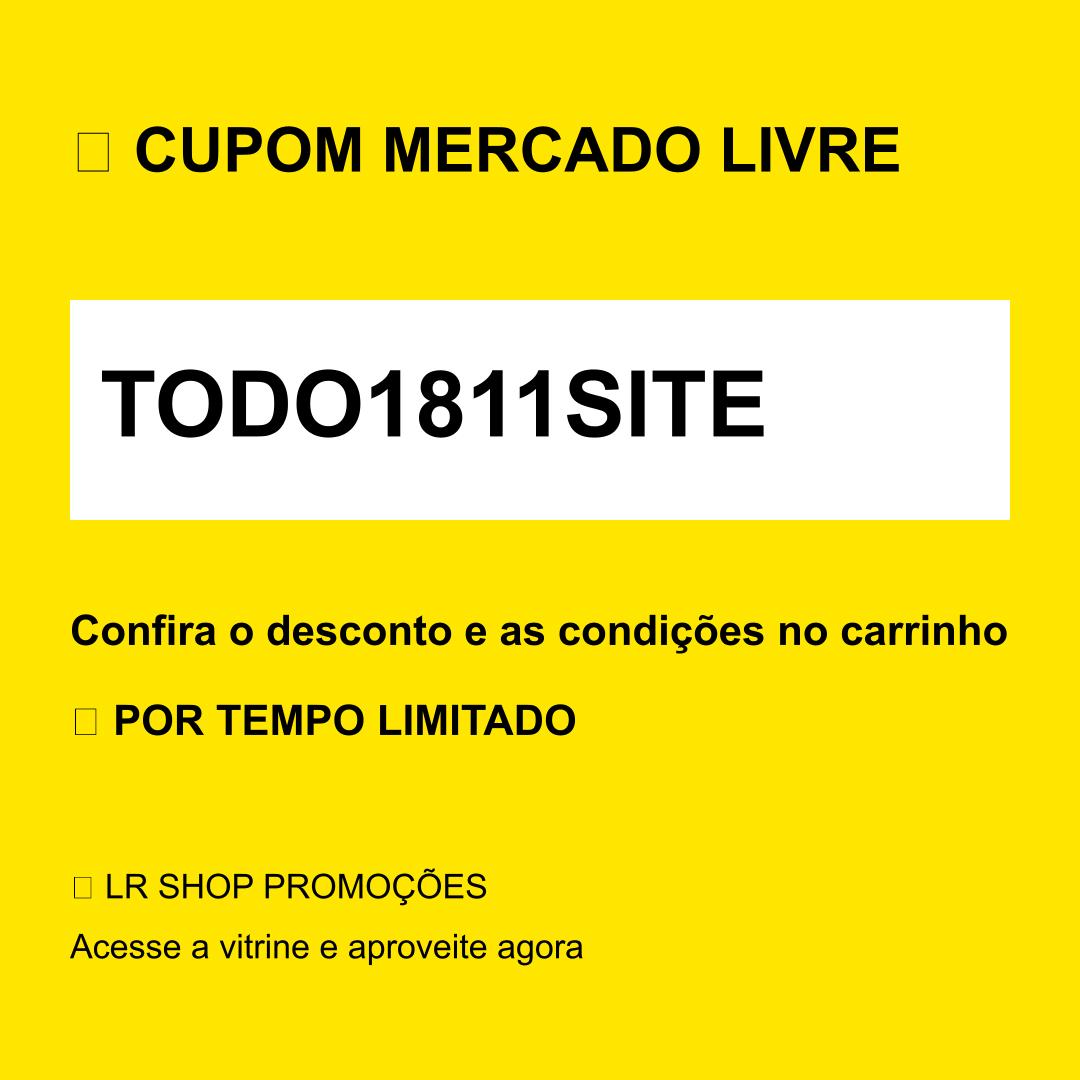 CUPOM MERCADO LIVRE
TODO1811SITE
Confira o desconto e as condições no carrinho
POR TEMPO LIMITADO
LR SHOP PROMOÇÕES
Acesse a vitrine e aproveite agora